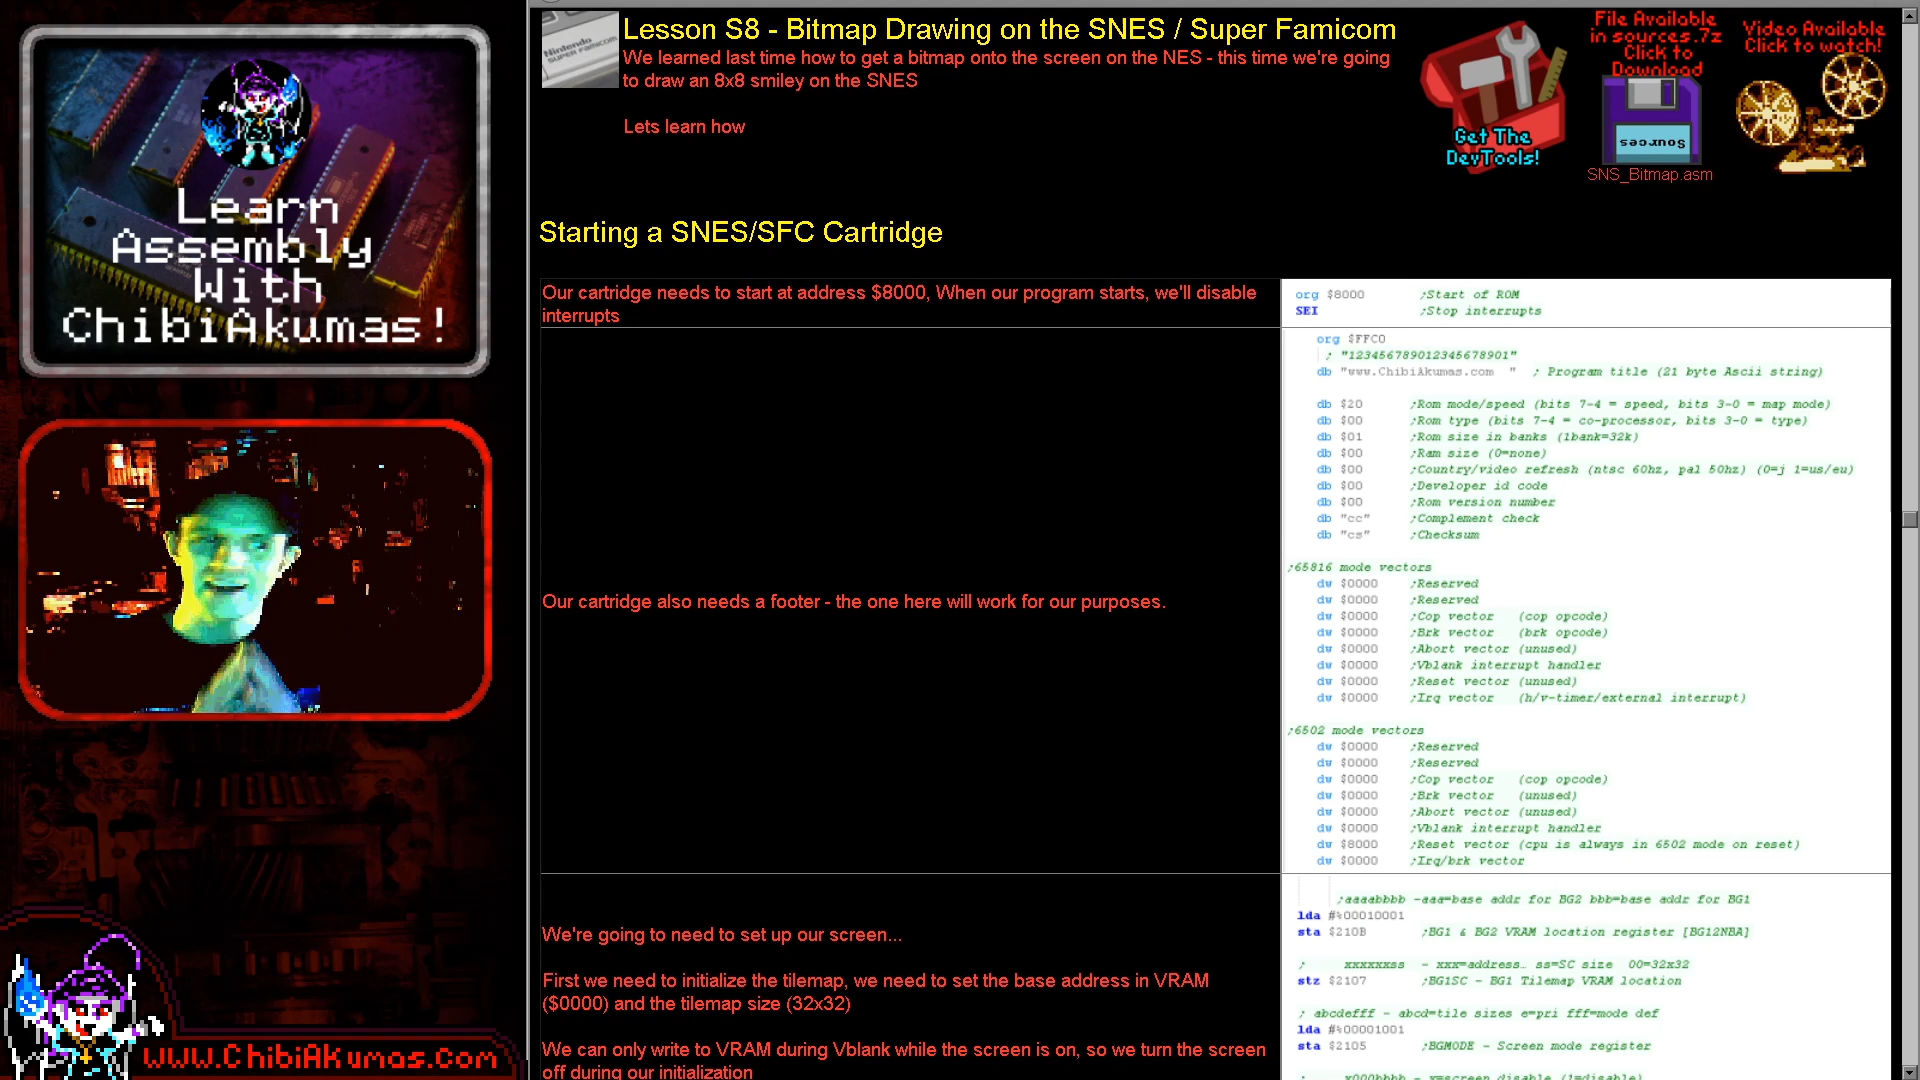 Learn
Assembly
With
ChibiAkumas!
www.ChibiAkumas.com
Nintendo
SUPER FAMICOM
Lesson S8 - Bitmap Drawing on the SNES / Super Famicom
We learned last time how to get a bitmap onto the screen on the NES - this time we're going
to draw an 8x8 smiley on the SNES
Lets learn how
Get The
DevTools!
File Available
in sources.7z
Click to
Download
Sources
SNS_Bitmap.asm
Video Available
Click to watch!
Starting a SNES/SFC Cartridge
Our cartridge needs to start at address $8000, When our program starts, we'll disable
interrupts
org $8000 ;Start of ROM
SEI ;Stop interrupts
Our cartridge also needs a footer - the one here will work for our purposes.
org $FFC0
; "123456789012345678901"
db "www.ChibiAkumas.com  " ; Program title (21 byte Ascii string)
db $20 ;Rom mode/speed (bits 7-4 = speed, bits 3-0 = map mode)
db $00 ;Rom type (bits 7-4 = co-processor, bits 3-0 = type)
db $01 ;Rom size in banks (1bank=32k)
db $00 ;Ram size (0=none)
db $00 ;Country/video refresh (ntsc 60hz, pal 50hz) (0=j 1=us/eu)
db $00 ;Developer id code
db $00 ;Rom version number
db "cc" ;Complement check
db "cs" ;Checksum
;65816 mode vectors
dw $0000 ;Reserved
dw $0000 ;Reserved
dw $0000 ;Cop vector (cop opcode)
dw $0000 ;Brk vector (brk opcode)
dw $0000 ;Abort vector (unused)
dw $0000 ;Vblank interrupt handler
dw $0000 ;Reset vector (unused)
dw $0000 ;Irq vector (h/v-timer/external interrupt)
;6502 mode vectors
dw $0000 ;Reserved
dw $0000 ;Reserved
dw $0000 ;Cop vector (cop opcode)
dw $0000 ;Brk vector (unused)
dw $0000 ;Abort vector (unused)
dw $0000 ;Vblank interrupt handler
dw $8000 ;Reset vector (cpu is always in 6502 mode on reset)
dw $0000 ;Irq/brk vector
We're going to need to set up our screen...
First we need to initialize the tilemap, we need to set the base address in VRAM
($0000) and the tilemap size (32x32)
We can only write to VRAM during Vblank while the screen is on, so we turn the screen
off during our initialization
;aaaabbbb -aaa=base addr for BG2 bbb=base addr for BG1
lda #%00010001
sta $210B ;BG1 & BG2 VRAM location register [BG12NBA]
; xxxxxxss - xxx=address… ss=SC size 00=32x32
stz $2107 ;BG1SC - BG1 Tilemap VRAM location
; abcdefff - abcd=tile sizes e=pri fff=mode def
lda #%00001001
sta $2105 ;BGMODE - Screen mode register
; x000bbbb - x=screen disable (1=disable)